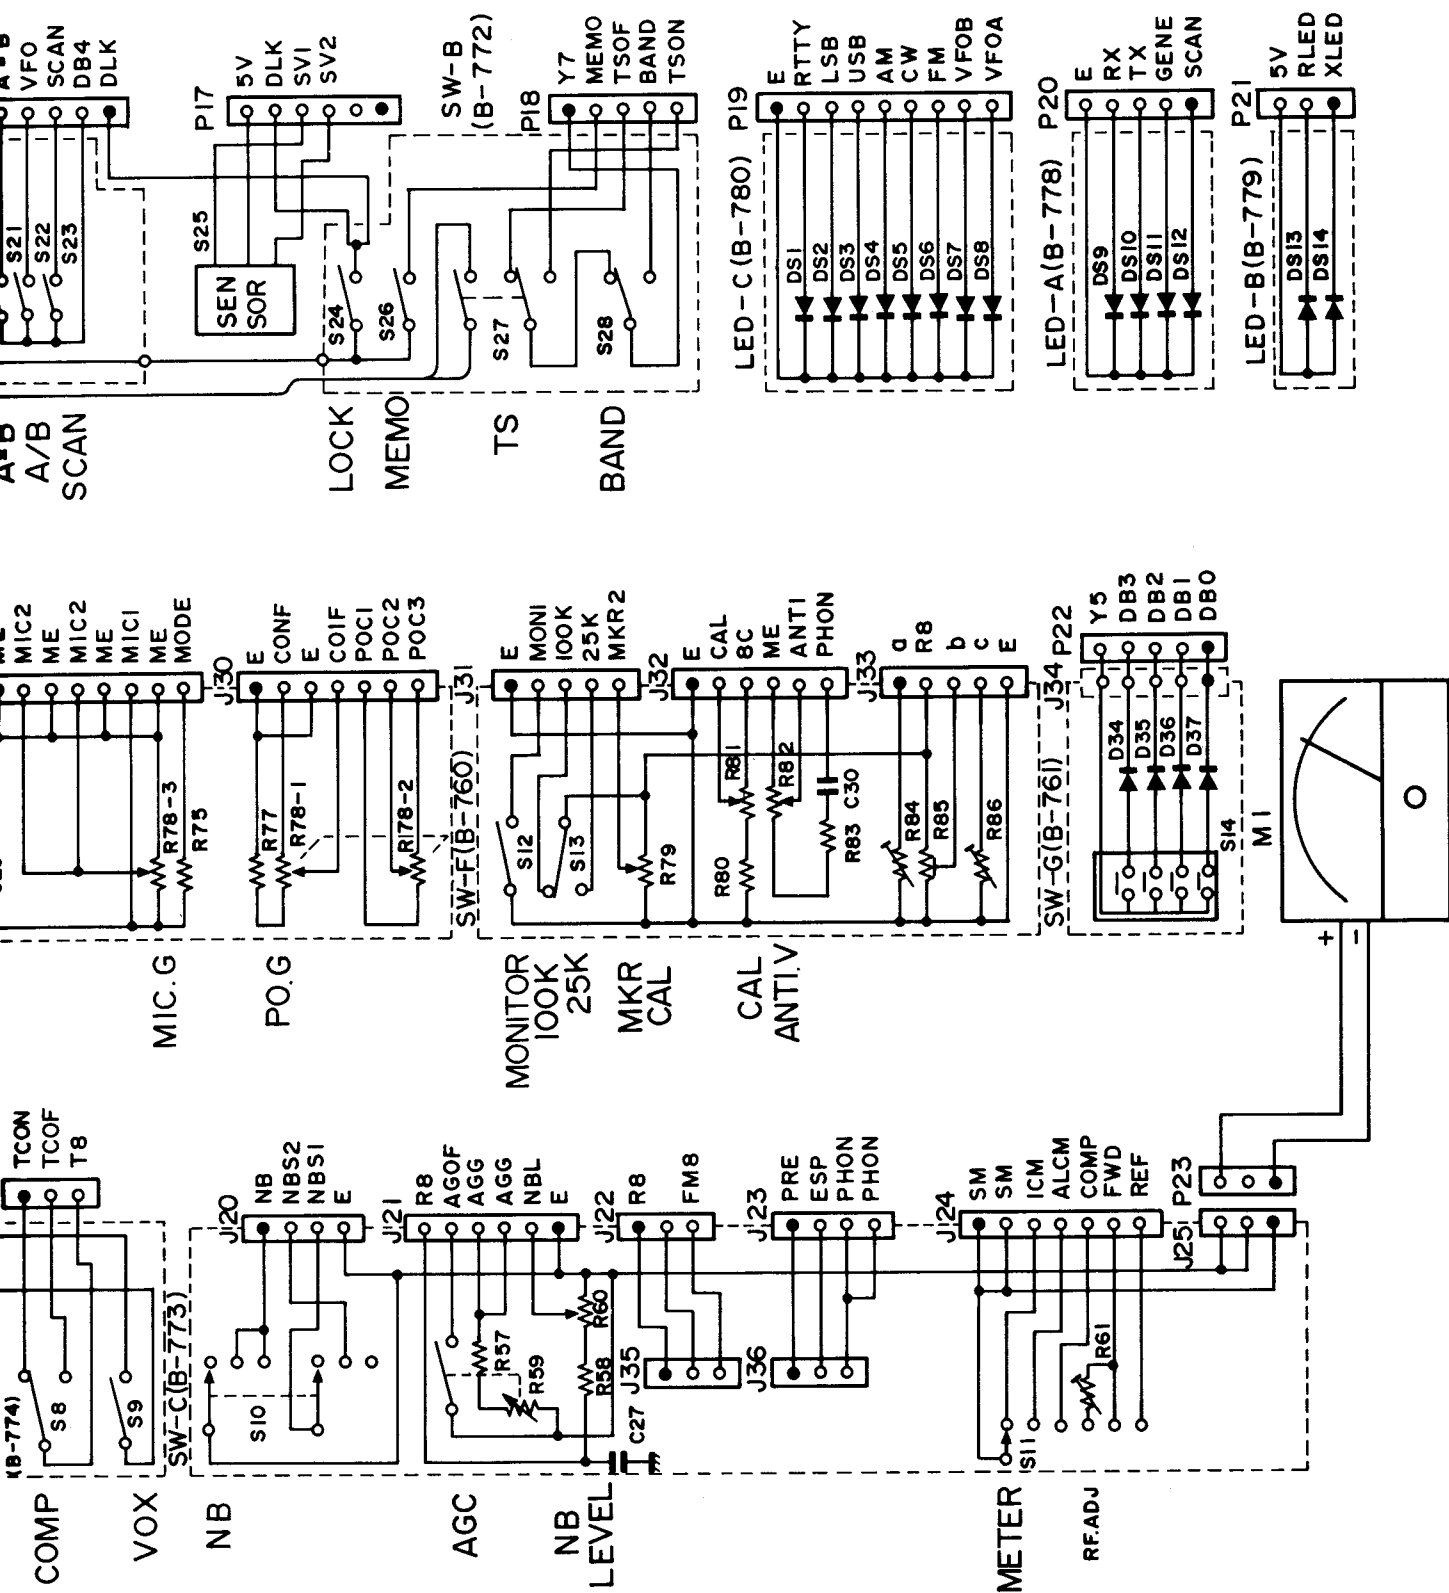 VFO
SCAN
DB4
DLK
S21
S22
S23
A/B
SCAN
P17
5V
DLK
SV1
SV2
S25
SEN
SOR
SW-B
(B-772)
P18
Y7
MEMO
TSOF
BAND
TSON
S24
S26
S27
S28
LOCK
MEMO
TS
BAND
P19
E
RTTY
LSB
USB
AM
CW
FM
VFOB
VFOA
LED-C(B-780)
DS1
DS2
DS3
DS4
DS5
DS6
DS7
DS8
P20
E
RX
TX
GENE
SCAN
LED-A(B-778)
DS9
DS10
DS11
DS12
P21
5V
RLED
XLED
LED-B(B-779)
DS13
DS14
MIC2
ME
MIC2
ME
MIC1
ME
MODE
R78-3
R75
MIC.G
J30
E
CONF
E
COIF
POC1
POC2
POC3
R77
R78-1
R78-2
PO.G
SW-F(B-760)
J31
E
MONI
100K
25K
MKR2
S12
S13
R79
MONITOR
100K
25K
MKR
CAL
J32
E
CAL
8C
ME
ANTI
PHON
R81
R82
R80
R83
C30
CAL
ANTI.V
J33
a
R8
b
c
E
R84
R85
R86
SW-G(B-761)
J34
P22
Y5
DB3
DB2
DB1
DB0
D34
D35
D36
D37
S14
M1
+
-
TCON
TCOF
T8
(B-774)
S8
S9
COMP
VOX
SW-C(B-773)
J20
NB
NBS2
NBS1
E
S10
NB
J21
R8
AGOF
AGG
AGG
NBL
E
R57
R59
R60
R58
C27
AGC
NB
LEVEL
J22
R8
FM8
J35
J23
PRE
ESP
PHON
PHON
J36
J24
SM
SM
ICM
ALCM
COMP
FWD
REF
R61
S11
METER
RF.ADJ
P23
J25